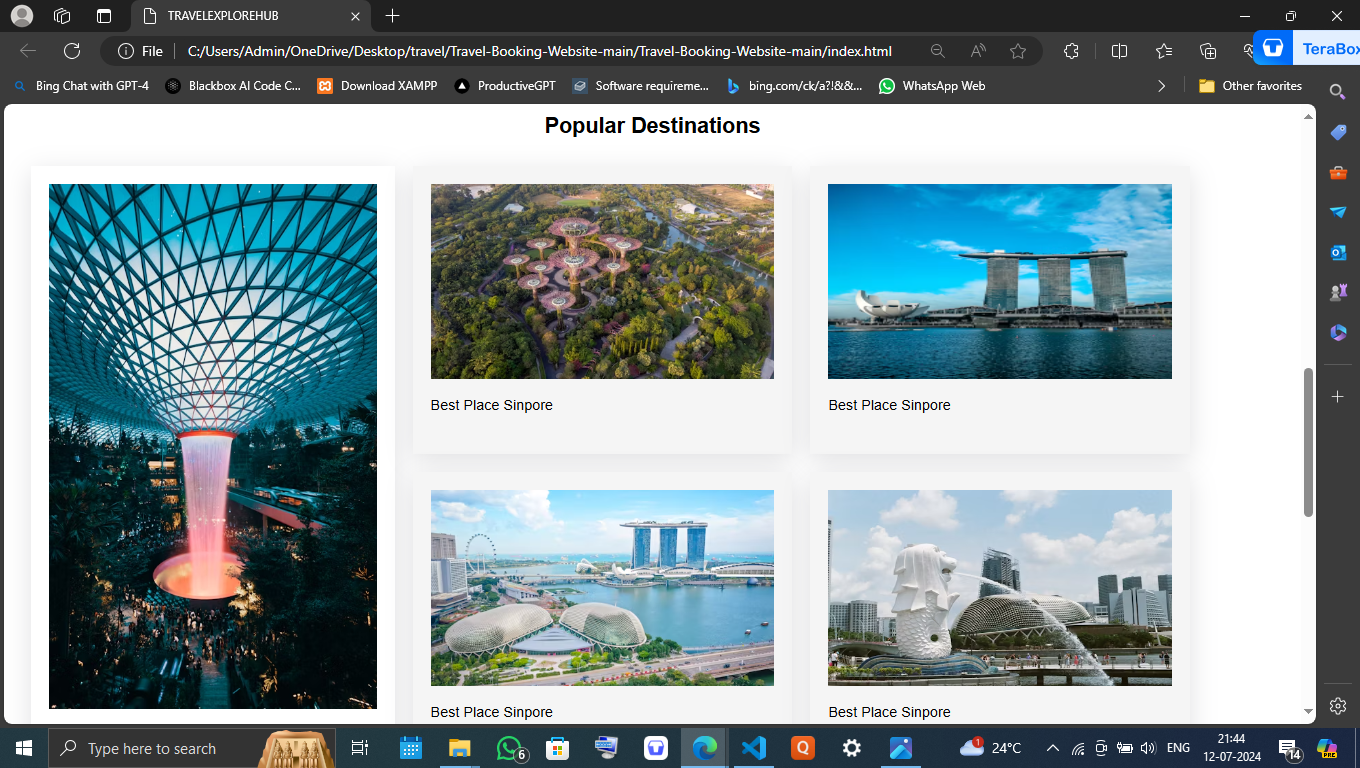 TRAVELEXPLOREHUB
File
C:/Users/Admin/OneDrive/Desktop/travel/Travel-Booking-Website-main/Travel-Booking-Website-main/index.html
TeraBox
Bing Chat with GPT-4
Blackbox AI Code C...
Download XAMPP
ProductiveGPT
Software requireme...
bing.com/ck/a?!&&...
WhatsApp Web
Other favorites
Popular Destinations
Best Place Sinpore
Best Place Sinpore
Best Place Sinpore
Best Place Sinpore
Type here to search
6
1
24°C
ENG
21:44
12-07-2024
14
PRE